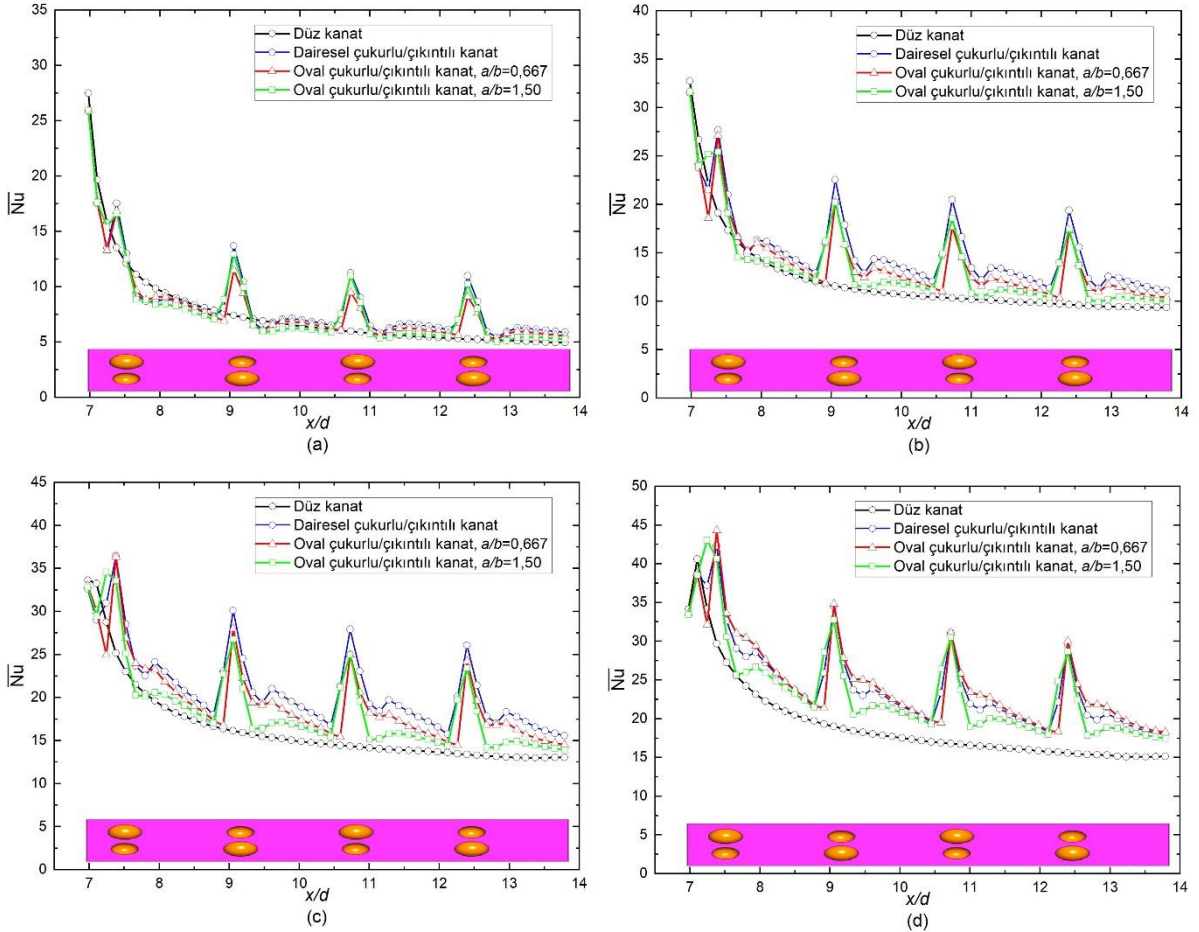 35
30
25
20
15
10
5
0
Nu
Düz kanat
Dairesel çukurlu/çıkıntılı kanat
Oval çukurlu/çıkıntılı kanat, a/b=0,667
Oval çukurlu/çıkıntılı kanat, a/b=1,50
7 8 9 10 11 12 13 14
x/d
(a)
40
35
30
25
20
15
10
5
0
Nu
Düz kanat
Dairesel çukurlu/çıkıntılı kanat
Oval çukurlu/çıkıntılı kanat, a/b=0,667
Oval çukurlu/çıkıntılı kanat, a/b=1,50
7 8 9 10 11 12 13 14
x/d
(b)
45
40
35
30
25
20
15
10
5
0
Nu
Düz kanat
Dairesel çukurlu/çıkıntılı kanat
Oval çukurlu/çıkıntılı kanat, a/b=0,667
Oval çukurlu/çıkıntılı kanat, a/b=1,50
7 8 9 10 11 12 13 14
x/d
(c)
50
45
40
35
30
25
20
15
10
5
0
Nu
Düz kanat
Dairesel çukurlu/çıkıntılı kanat
Oval çukurlu/çıkıntılı kanat, a/b=0,667
Oval çukurlu/çıkıntılı kanat, a/b=1,50
7 8 9 10 11 12 13 14
x/d
(d)